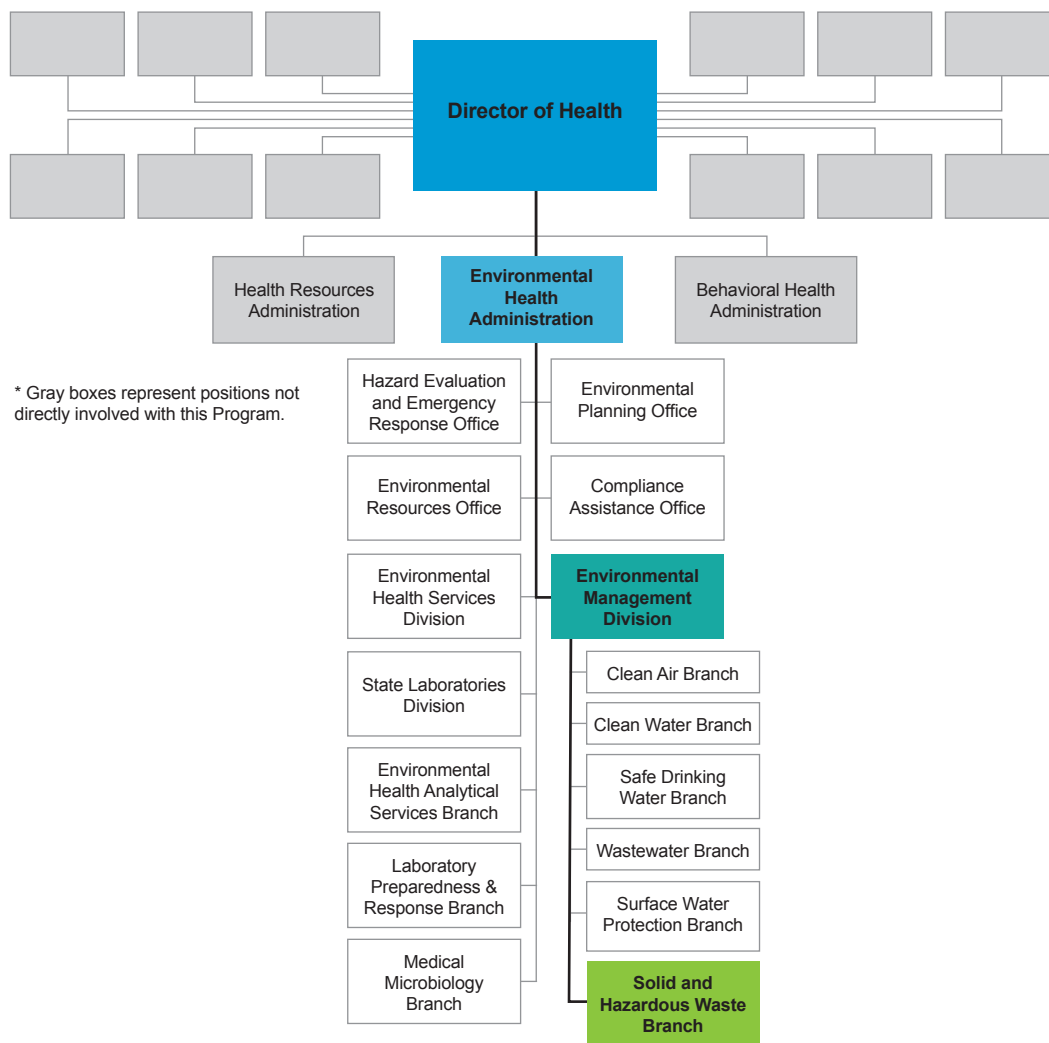 Director of Health
Health Resources
Administration
Environmental
Health
Administration
Behavioral Health
Administration
* Gray boxes represent positions not
directly involved with this Program.
Hazard Evaluation
and Emergency
Response Office
Environmental
Planning Office
Environmental
Resources Office
Compliance
Assistance Office
Environmental
Health Services
Division
Environmental
Management
Division
State Laboratories
Division
Environmental
Health Analytical
Services Branch
Laboratory
Preparedness &
Response Branch
Medical
Microbiology
Branch
Clean Air Branch
Clean Water Branch
Safe Drinking
Water Branch
Wastewater Branch
Surface Water
Protection Branch
Solid and
Hazardous Waste
Branch